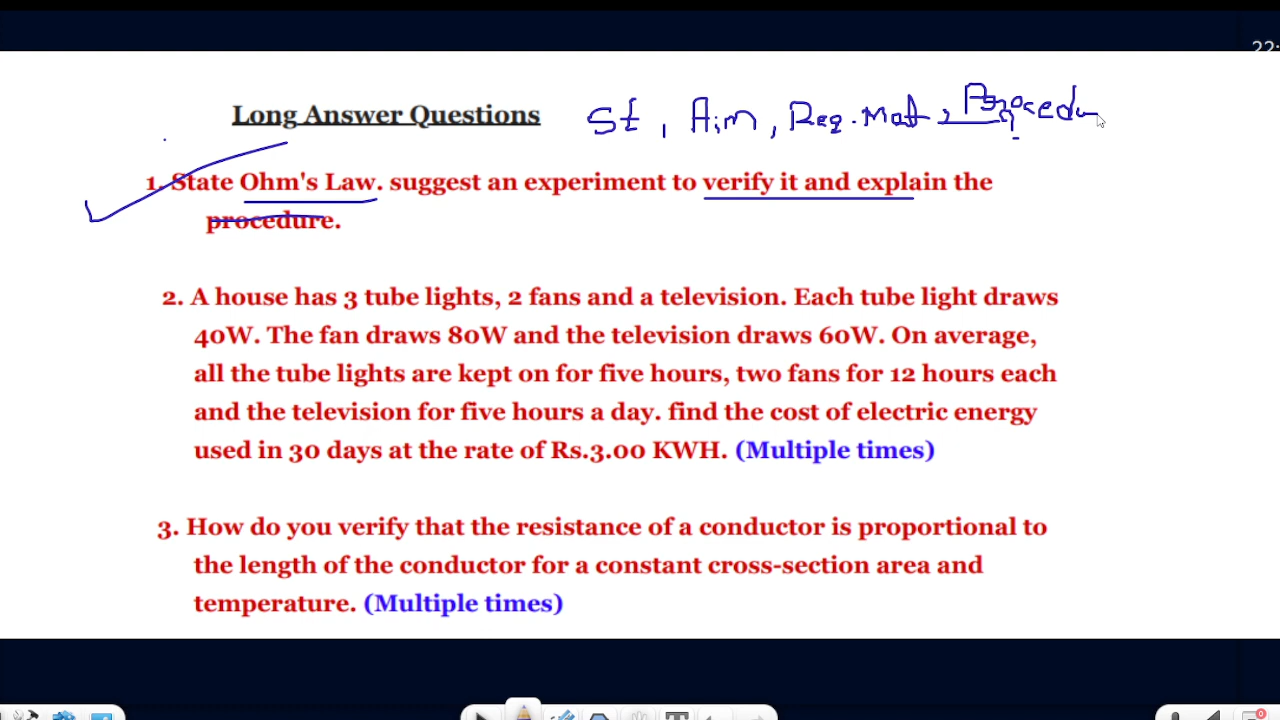 22:
Long Answer Questions St, Aim, Req. Mat, Procedu
1. State Ohm's Law. suggest an experiment to verify it and explain the
procedure.
2. A house has 3 tube lights, 2 fans and a television. Each tube light draws
40W. The fan draws 80W and the television draws 60W. On average,
all the tube lights are kept on for five hours, two fans for 12 hours each
and the television for five hours a day. find the cost of electric energy
used in 30 days at the rate of Rs.3.00 KWH. (Multiple times)
3. How do you verify that the resistance of a conductor is proportional to
the length of the conductor for a constant cross-section area and
temperature. (Multiple times)